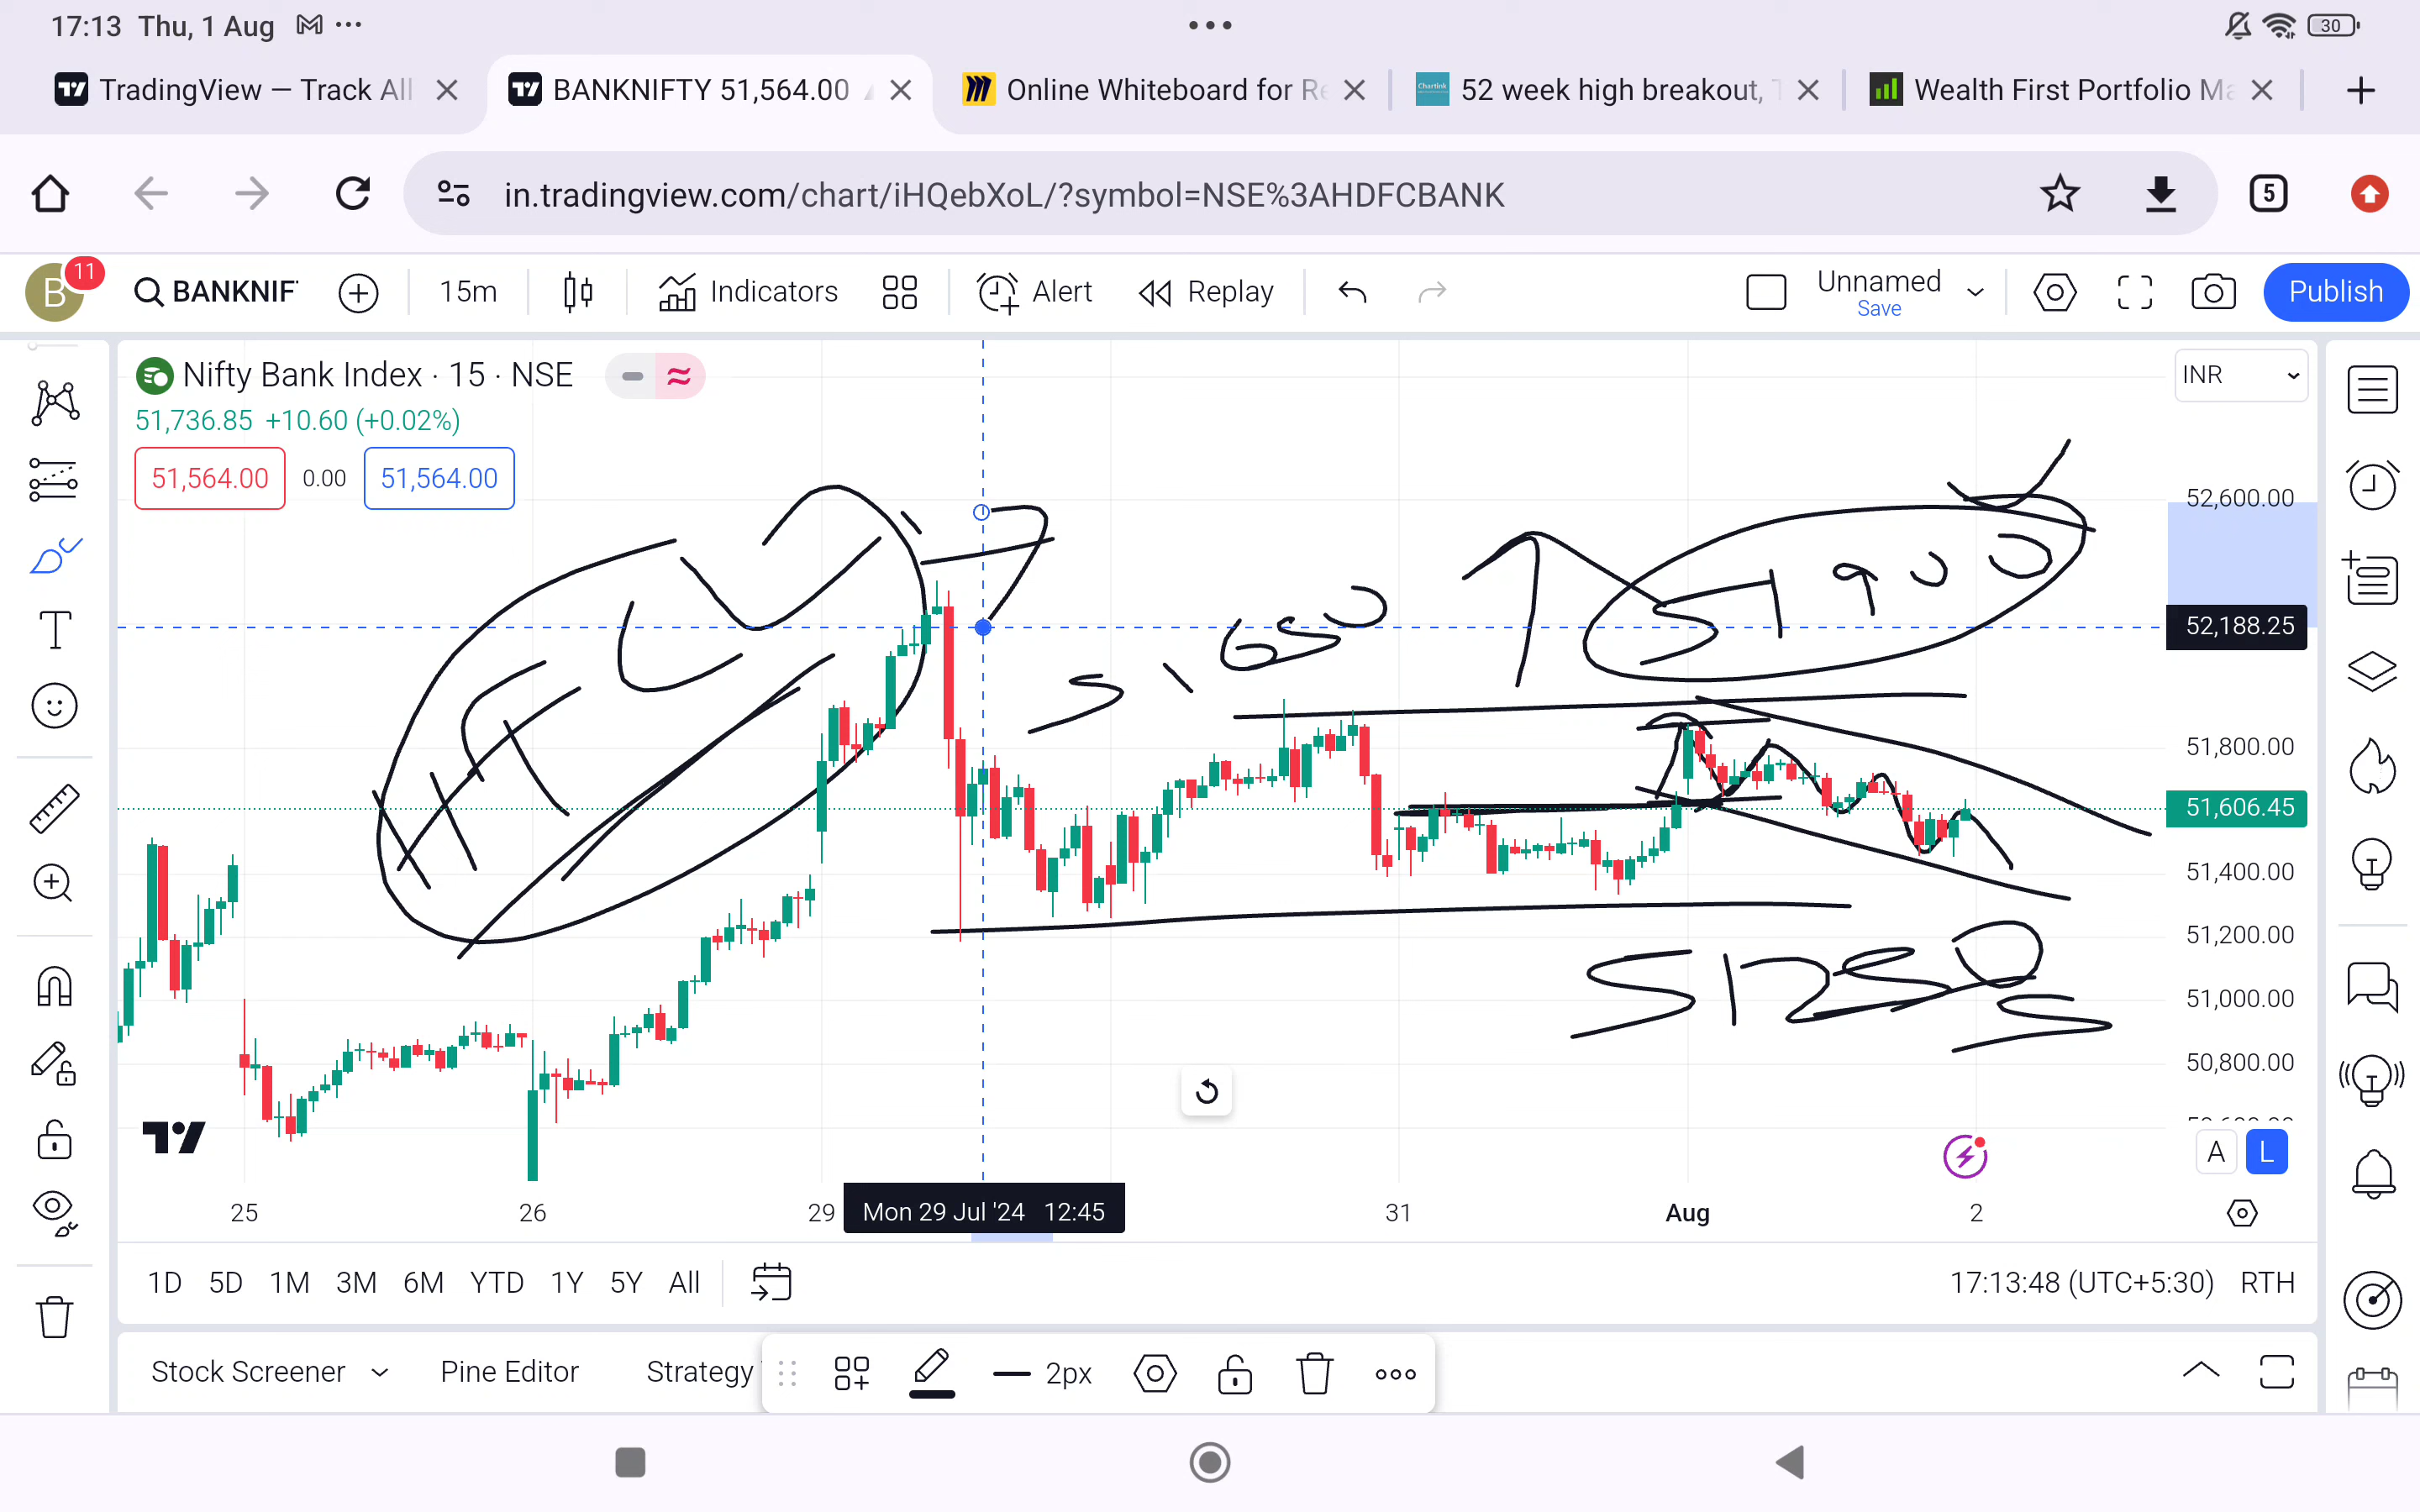 17:13 Thu, 1 Aug
30
TradingView — Track All
BANKNIFTY 51,564.00
Online Whiteboard for Re
Chartink
52 week high breakout, T
Wealth First Portfolio Ma
in.tradingview.com/chart/iHQebXoL/?symbol=NSE%3AHDFCBANK
5
B
11
BANKNIF
15m
Indicators
Alert
Replay
Unnamed
Save
Publish
Nifty Bank Index · 15 · NSE
INR
51,736.85 +10.60 (+0.02%)
51,564.00
0.00
51,564.00
52,600.00
51900
51650
52,188.25
51,800.00
51,606.45
51,400.00
51,200.00
51250
51,000.00
50,800.00
A
L
25
26
29
Mon 29 Jul '24 12:45
31
Aug
2
1D 5D 1M 3M 6M YTD 1Y 5Y All
17:13:48 (UTC+5:30) RTH
Stock Screener
Pine Editor
Strategy
2px